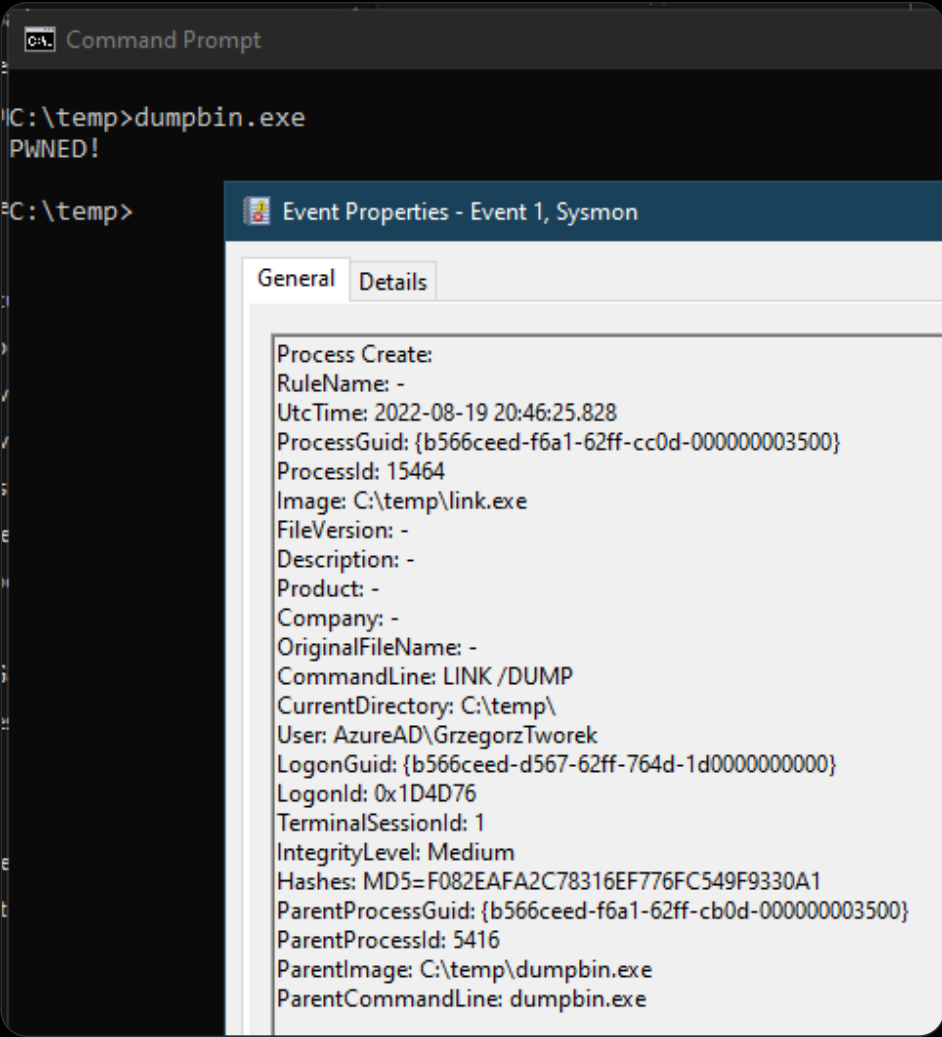 Command Prompt
C:\temp>dumpbin.exe
PWNED!
C:\temp>
Event Properties - Event 1, Sysmon
General
Details
Process Create:
RuleName: -
UtcTime: 2022-08-19 20:46:25.828
ProcessGuid: {b566ceed-f6a1-62ff-cc0d-000000003500}
ProcessId: 15464
Image: C:\temp\link.exe
FileVersion: -
Description: -
Product: -
Company: -
OriginalFileName: -
CommandLine: LINK /DUMP
CurrentDirectory: C:\temp\
User: AzureAD\GrzegorzTworek
LogonGuid: {b566ceed-d567-62ff-764d-1d0000000000}
LogonId: 0x1D4D76
TerminalSessionId: 1
IntegrityLevel: Medium
Hashes: MD5=F082EAFA2C78316EF776FC549F9330A1
ParentProcessGuid: {b566ceed-f6a1-62ff-cb0d-000000003500}
ParentProcessId: 5416
ParentImage: C:\temp\dumpbin.exe
ParentCommandLine: dumpbin.exe